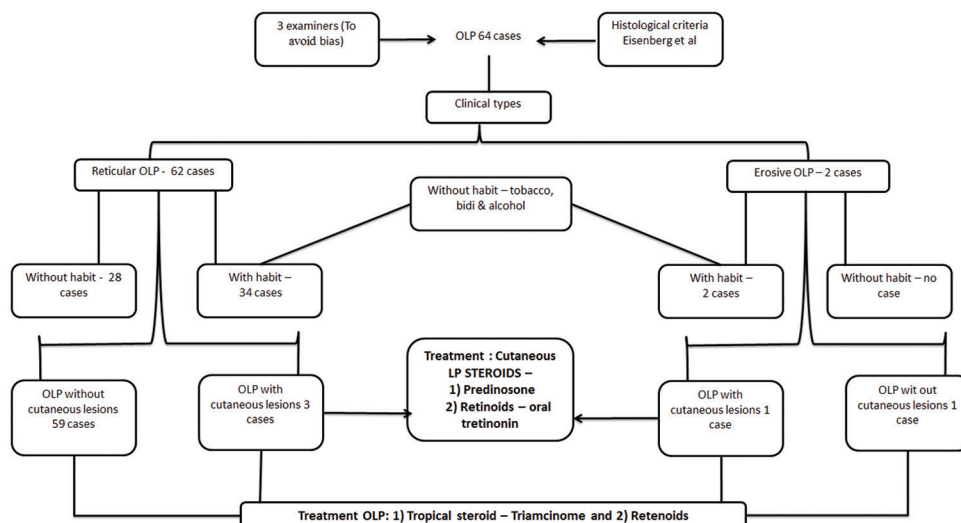 3 examiners (To
avoid bias)
OLP 64 cases
Histological criteria
Eisenberg et al
Clinical types
Reticular OLP - 62 cases
Without habit – tobacco,
bidi & alcohol
Erosive OLP – 2 cases
Without habit - 28
cases
With habit –
34 cases
With habit –
2 cases
Without habit – no
case
OLP without
cutaneous lesions
59 cases
OLP with
cutaneous lesions 3
cases
Treatment : Cutaneous
LP STEROIDS –
1) Predinosone
2) Retinoids – oral
tretinonin
OLP with
cutaneous lesions 1
case
OLP wit out
cutaneous lesions 1
case
Treatment OLP: 1) Tropical steroid – Triamcinome and 2) Retenoids